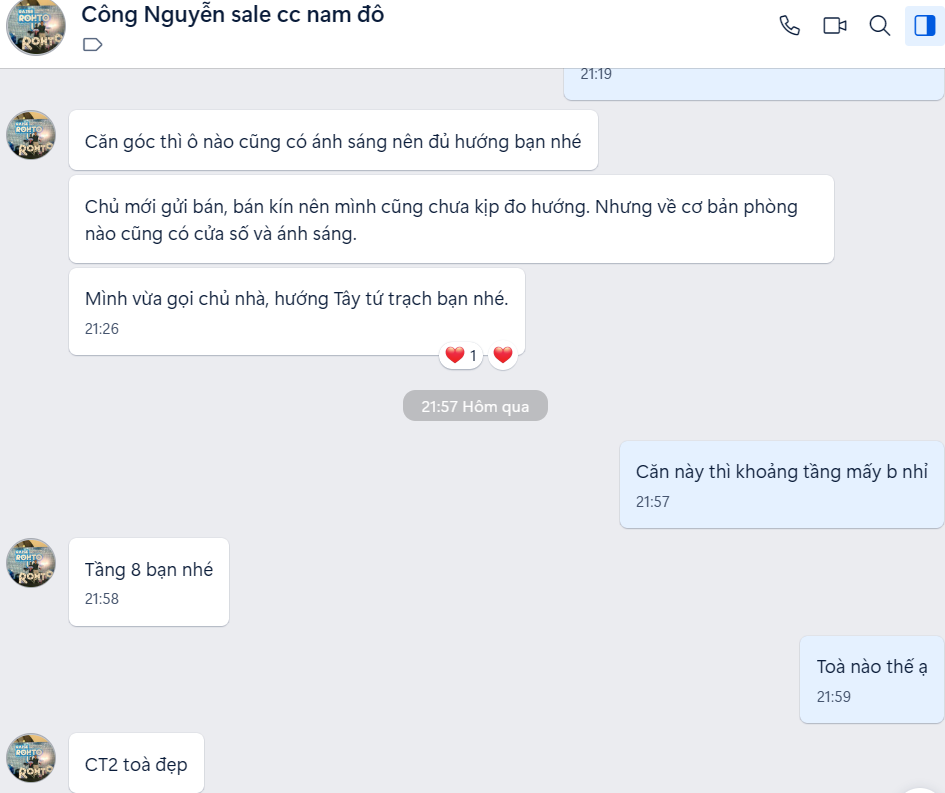 Công Nguyễn sale cc nam đô
21:19
Căn góc thì ô nào cũng có ánh sáng nên đủ hướng bạn nhé
Chủ mới gửi bán, bán kín nên mình cũng chưa kịp đo hướng. Nhưng về cơ bản phòng
nào cũng có cửa số và ánh sáng.
Mình vừa gọi chủ nhà, hướng Tây tứ trạch bạn nhé.
21:26
1
21:57 Hôm qua
Căn này thì khoảng tầng mấy b nhỉ
21:57
Tầng 8 bạn nhé
21:58
Toà nào thế ạ
21:59
CT2 toà đẹp